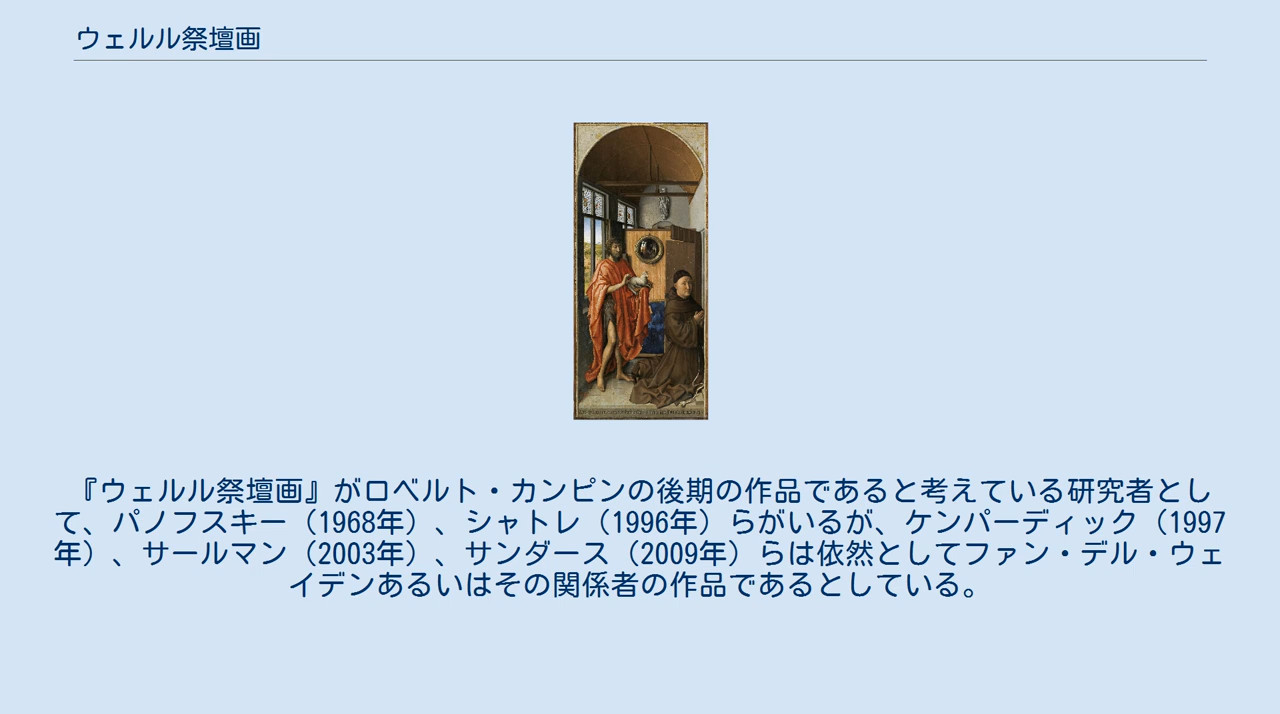 ウェルル祭壇画
『ウェルル祭壇画』がロベルト・カンピンの後期の作品であると考えている研究者とし
て、パノフスキー（1968年）、シャトレ（1996年）らがいるが、ケンパーディック（1997
年）、サールマン（2003年）、サンダース（2009年）らは依然としてファン・デル・ウェ
イデンあるいはその関係者の作品であるとしている。